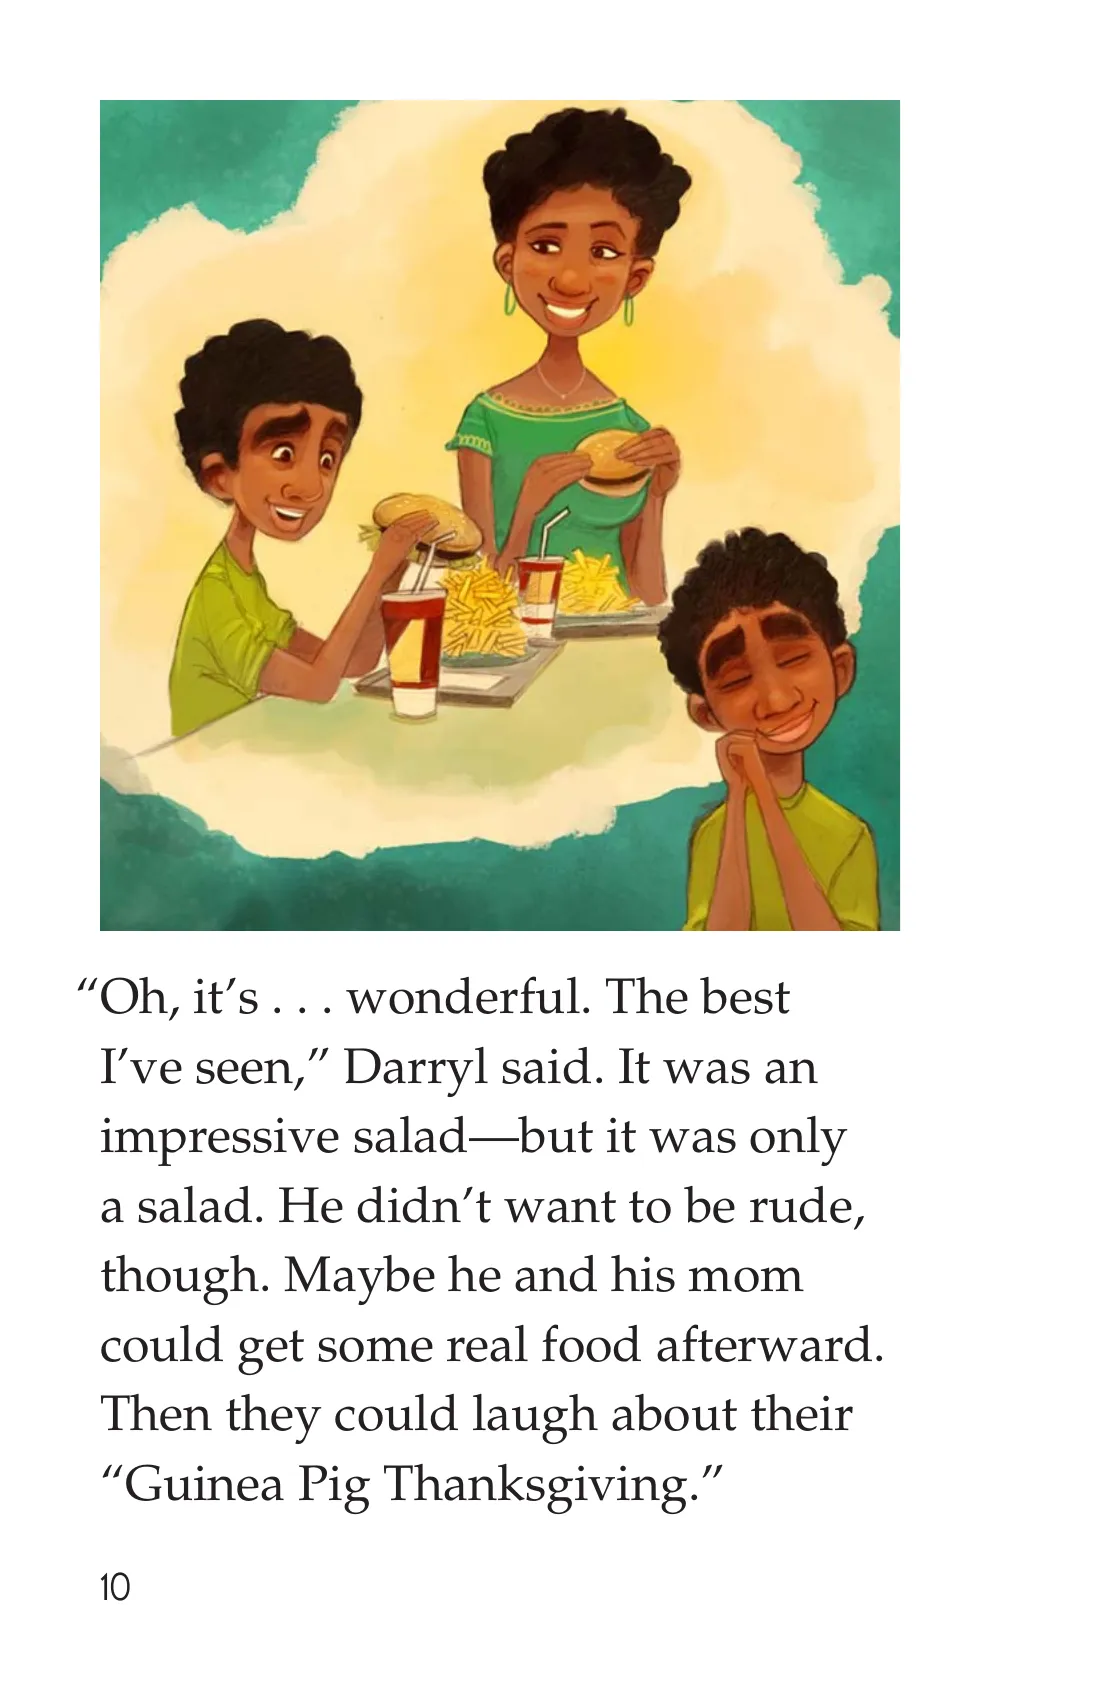 “Oh, it’s . . . wonderful. The best
I’ve seen,” Darryl said. It was an
impressive salad—but it was only
a salad. He didn’t want to be rude,
though. Maybe he and his mom
could get some real food afterward.
Then they could laugh about their
“Guinea Pig Thanksgiving.”
10